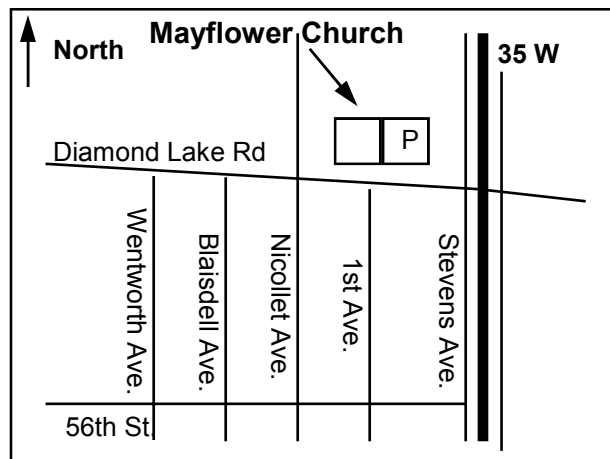 Mayflower Church
North
35 W
P
Diamond Lake Rd
Wentworth Ave.
Blaisdell Ave.
Nicollet Ave.
1st Ave.
Stevens Ave.
56th St.